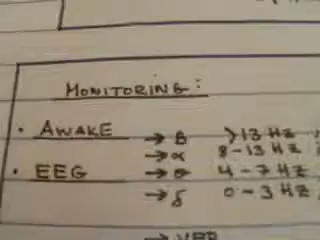 MONITORING:
• AWAKE → β >13 HZ
→ α 8-13 HZ
• EEG → θ 4-7 HZ
→ δ 0-3 HZ